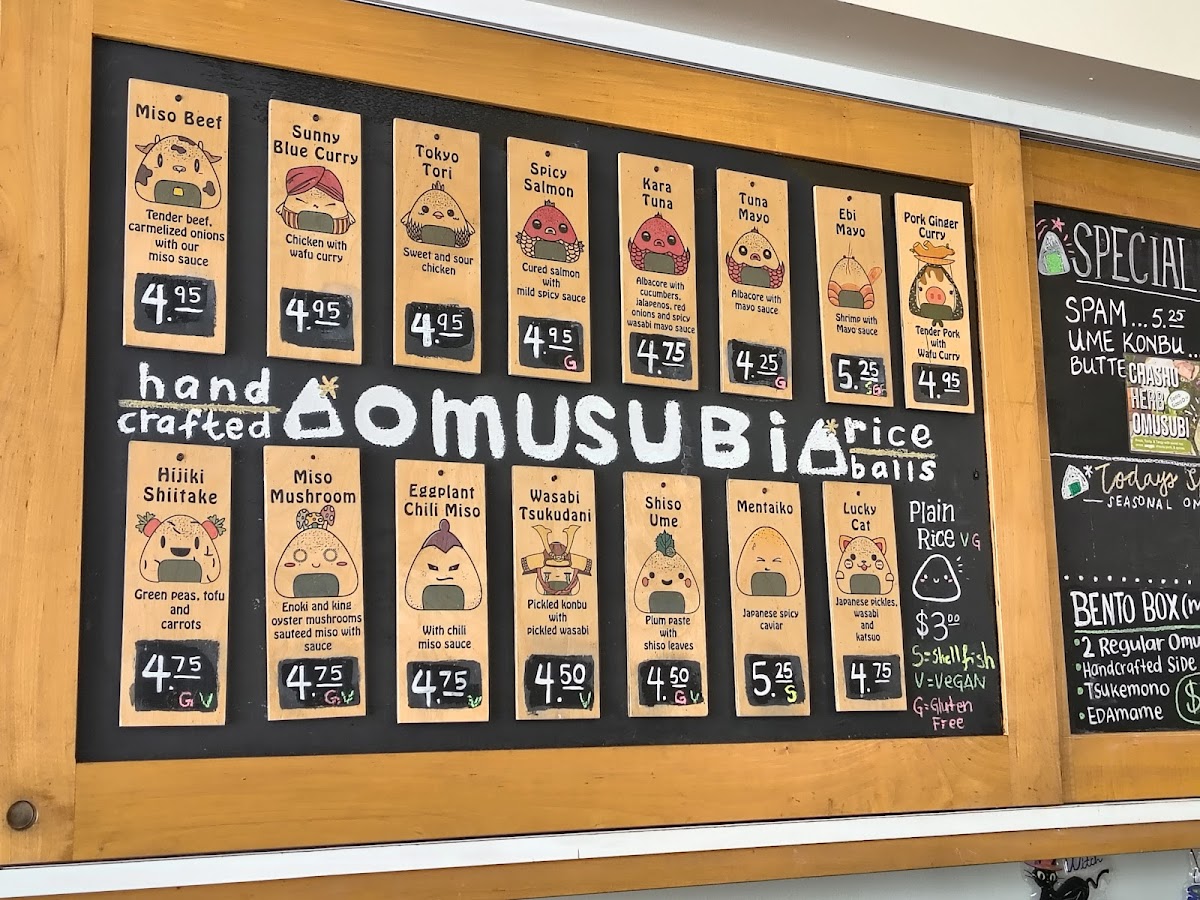 Miso Beef
Tender beef,
carmelized onions
with our
miso sauce
4.95
Sunny
Blue Curry
Chicken with
wafu curry
4.95
Tokyo
Tori
Sweet and sour
chicken
4.95
Spicy
Salmon
Cured salmon
with
mild spicy sauce
4.95
G
Kara
Tuna
Albacore with
cucumbers,
jalapenos, red
onions and spicy
wasabi mayo sauce
4.75
Tuna
Mayo
Albacore with
mayo sauce
4.25
G
Ebi
Mayo
Shrimp with
Mayo sauce
5.25
S G
Pork Ginger
Curry
Tender Pork
with
Wafu Curry
4.95
hand
crafted
omusubi
rice
balls
Hijiki
Shiitake
Green peas, tofu
and
carrots
4.75
G V
Miso
Mushroom
Enoki and king
oyster mushrooms
sauteed miso with
sauce
4.75
G V
Eggplant
Chili Miso
With chili
miso sauce
4.75
V
Wasabi
Tsukudani
Pickled konbu
with
pickled wasabi
4.50
V
Shiso
Ume
Plum paste
with
shiso leaves
4.50
G V
Mentaiko
Japanese spicy
caviar
5.25
S
Lucky
Cat
Japanese pickles,
wasabi
and
katsuo
4.75
Plain
Rice V G
$3.00
S=Shellfish
V=VEGAN
G=Gluten
Free
SPECIAL
SPAM...5.25
UME KONBU..
BUTTE
CHASHU
HERB
OMUSUBI
Todays
SEASONAL
BENTO BOX
2 Regular Omu
Handcrafted SIDE
TSUKEMONO
EDAMAME
$